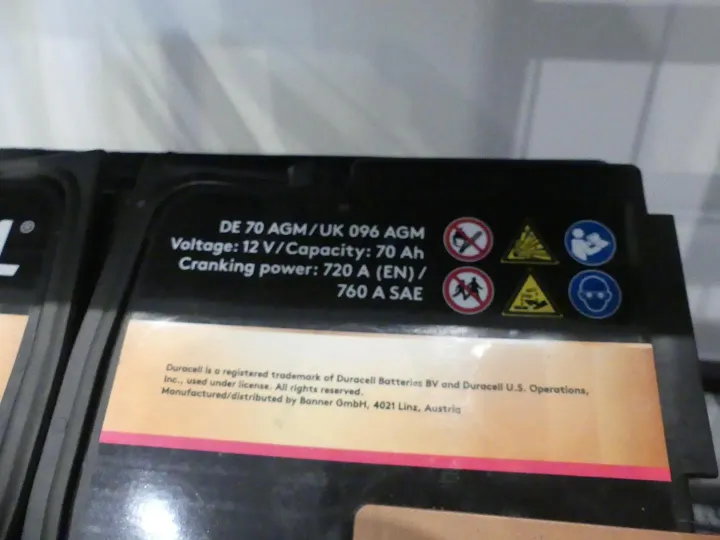 L®
DE 70 AGM/UK 096 AGM
Voltage: 12 V/Capacity: 70 Ah
Cranking power: 720 A (EN)/
760 A SAE
Duracell is a registered trademark of Duracell Batteries BV and Duracell U.S. Operations,
Inc., used under license. All rights reserved.
Manufactured/distributed by Banner GmbH, 4021 Linz, Austria